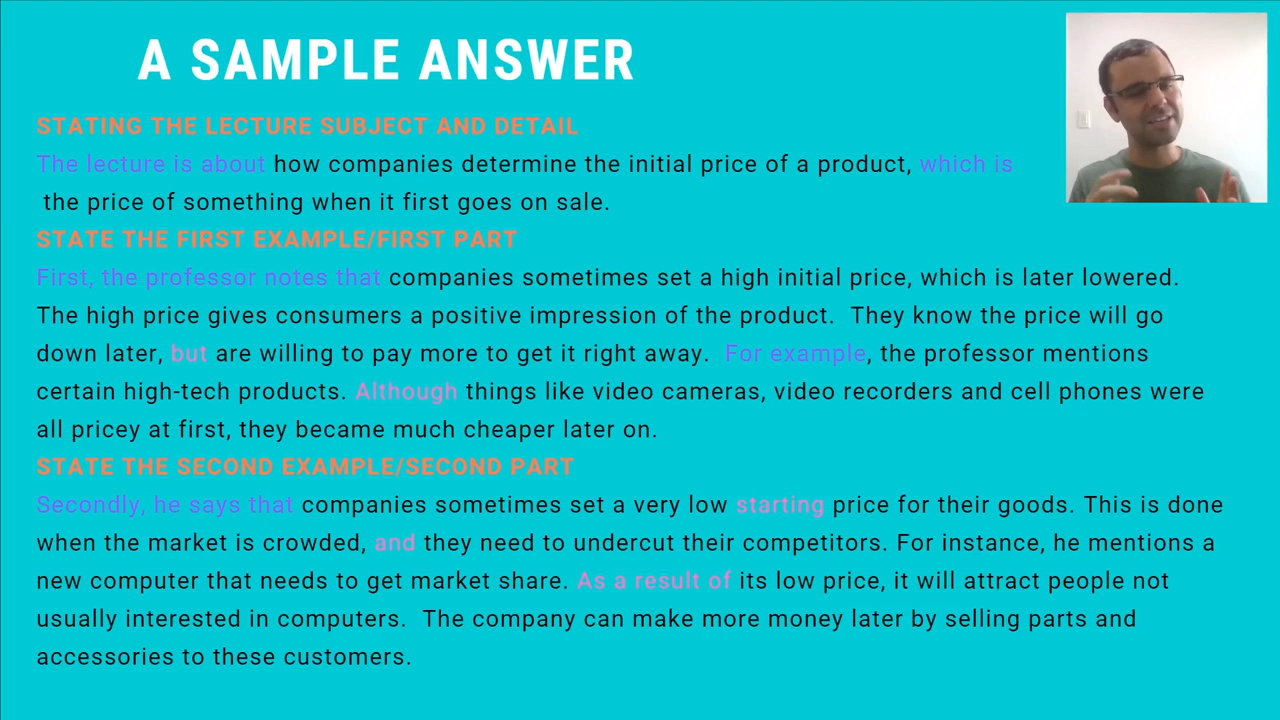 A SAMPLE ANSWER
STATING THE LECTURE SUBJECT AND DETAIL
The lecture is about how companies determine the initial price of a product, which is
the price of something when it first goes on sale.
STATE THE FIRST EXAMPLE/FIRST PART
First, the professor notes that companies sometimes set a high initial price, which is later lowered.
The high price gives consumers a positive impression of the product. They know the price will go
down later, but are willing to pay more to get it right away. For example, the professor mentions
certain high-tech products. Although things like video cameras, video recorders and cell phones were
all pricey at first, they became much cheaper later on.
STATE THE SECOND EXAMPLE/SECOND PART
Secondly, he says that companies sometimes set a very low starting price for their goods. This is done
when the market is crowded, and they need to undercut their competitors. For instance, he mentions a
new computer that needs to get market share. As a result of its low price, it will attract people not
usually interested in computers. The company can make more money later by selling parts and
accessories to these customers.